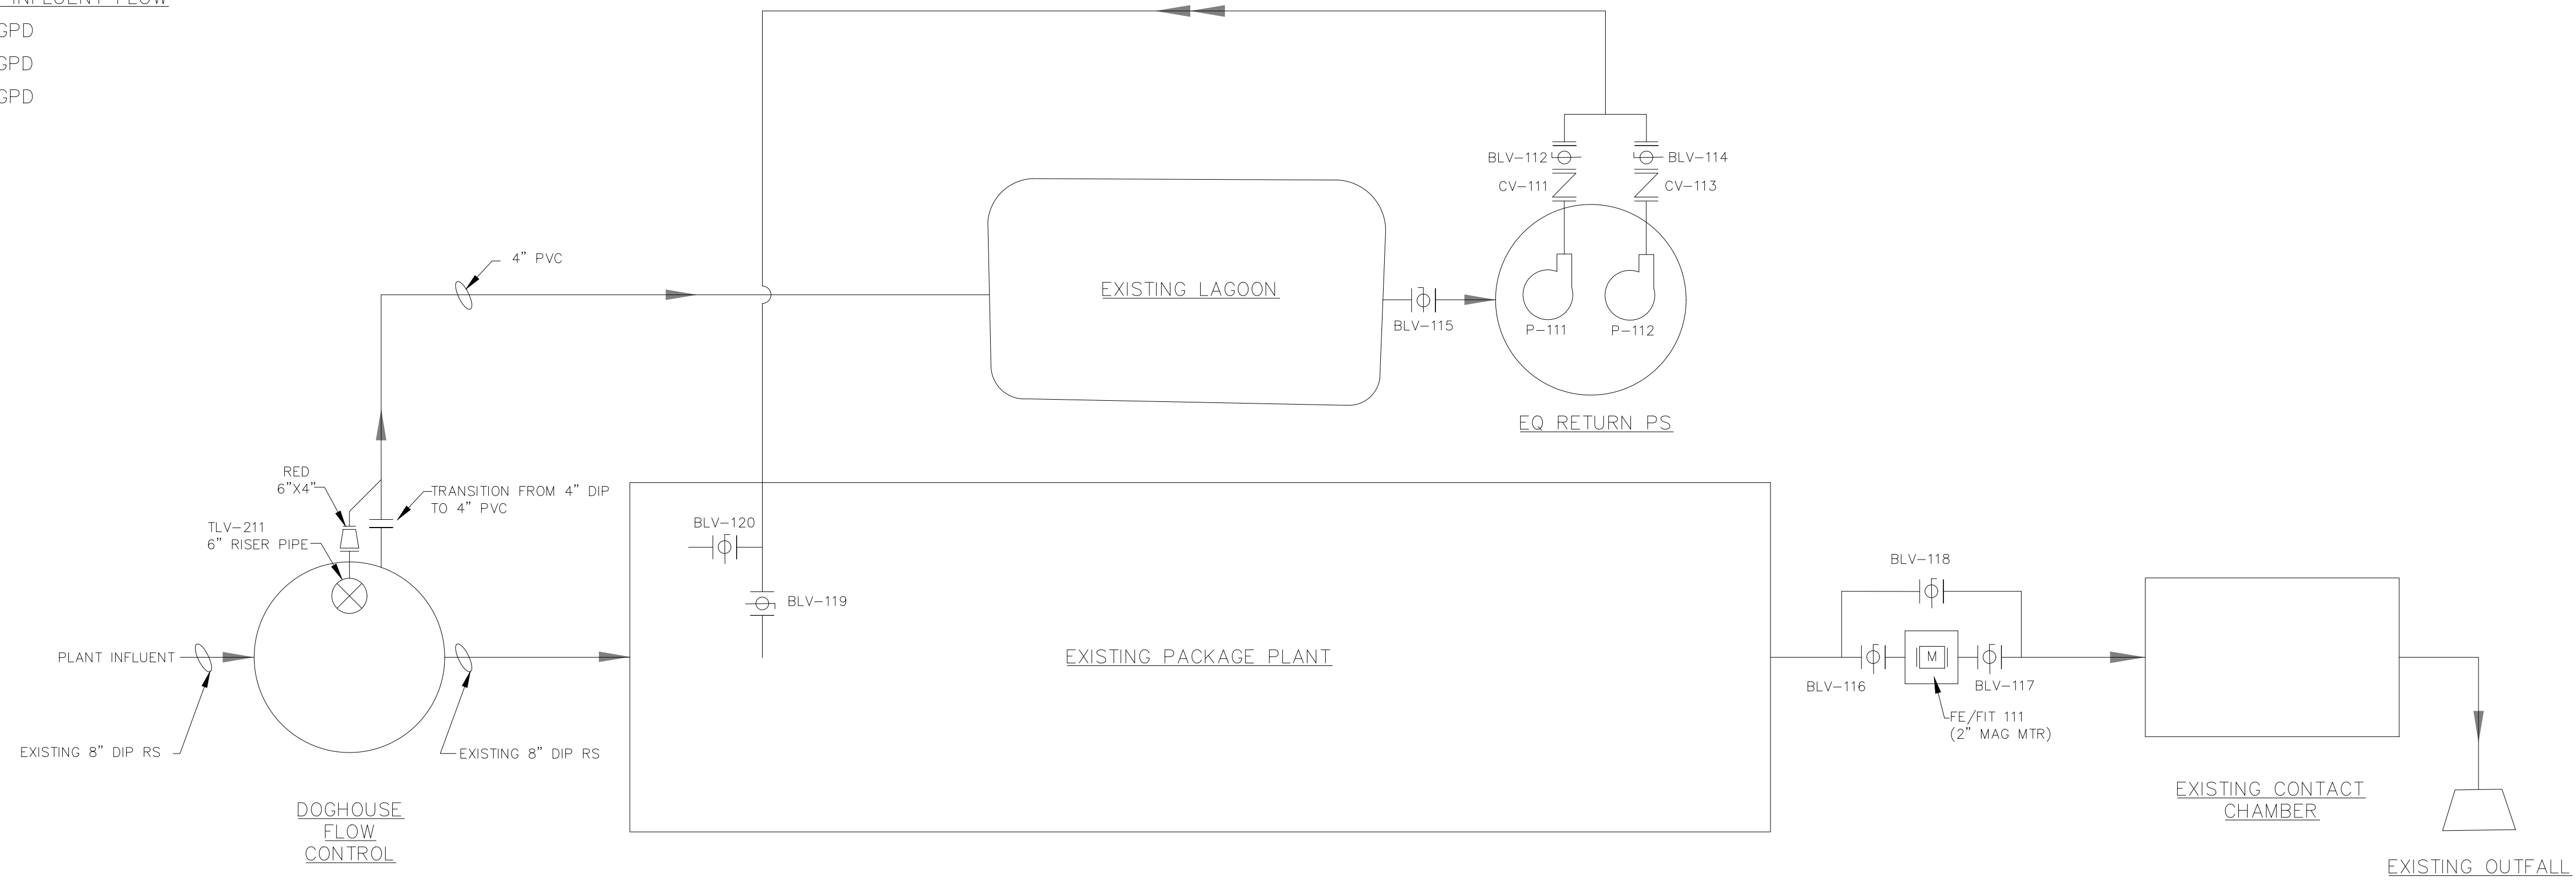 INFLUENT FLOW
GPD
GPD
GPD
BLV-112
BLV-114
CV-111
CV-113
4" PVC
EXISTING LAGOON
BLV-115
P-111
P-112
EQ RETURN PS
RED
6"X4"
TRANSITION FROM 4" DIP
TO 4" PVC
TLV-211
6" RISER PIPE
BLV-120
BLV-119
BLV-118
PLANT INFLUENT
EXISTING PACKAGE PLANT
M
BLV-116
BLV-117
FE/FIT 111
(2" MAG MTR)
EXISTING 8" DIP RS
EXISTING 8" DIP RS
DOGHOUSE
FLOW
CONTROL
EXISTING CONTACT
CHAMBER
EXISTING OUTFALL